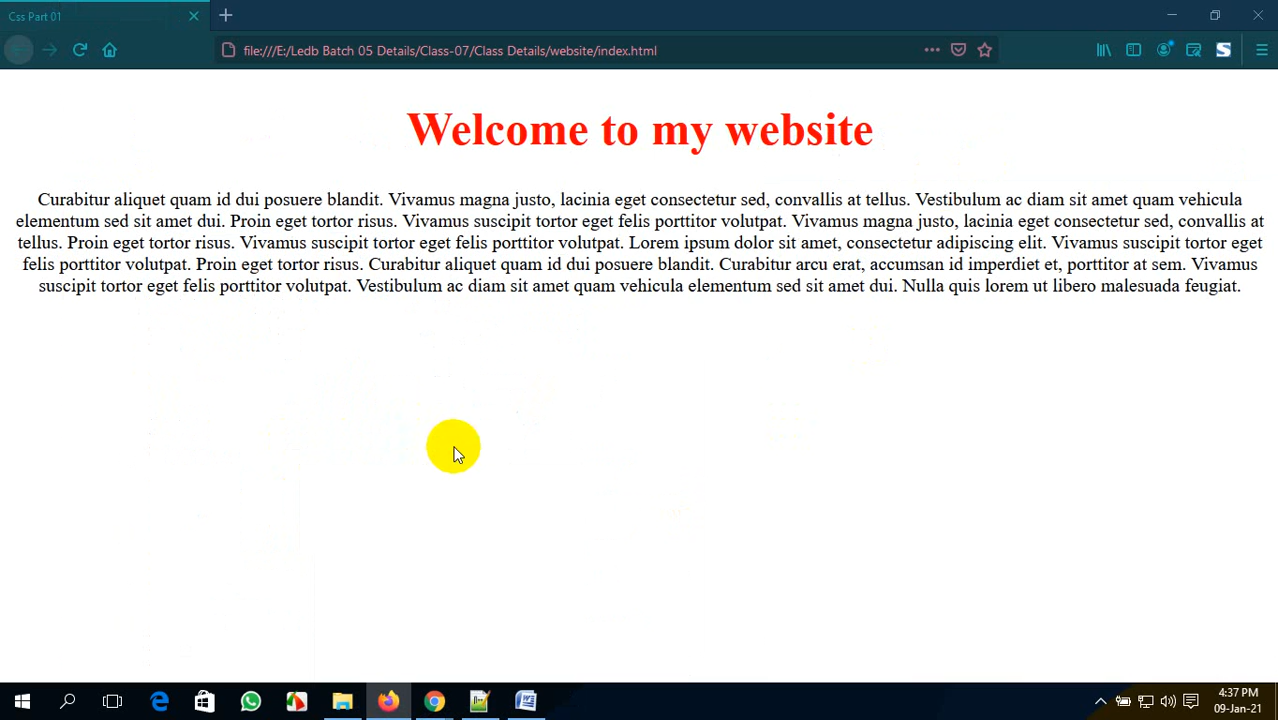 Css Part 01
file:///E:/Ledb Batch 05 Details/Class-07/Class Details/website/index.html
Welcome to my website
Curabitur aliquet quam id dui posuere blandit. Vivamus magna justo, lacinia eget consectetur sed, convallis at tellus. Vestibulum ac diam sit amet quam vehicula
elementum sed sit amet dui. Proin eget tortor risus. Vivamus suscipit tortor eget felis porttitor volutpat. Vivamus magna justo, lacinia eget consectetur sed, convallis at
tellus. Proin eget tortor risus. Vivamus suscipit tortor eget felis porttitor volutpat. Lorem ipsum dolor sit amet, consectetur adipiscing elit. Vivamus suscipit tortor eget
felis porttitor volutpat. Proin eget tortor risus. Curabitur aliquet quam id dui posuere blandit. Curabitur arcu erat, accumsan id imperdiet et, porttitor at sem. Vivamus
suscipit tortor eget felis porttitor volutpat. Vestibulum ac diam sit amet quam vehicula elementum sed sit amet dui. Nulla quis lorem ut libero malesuada feugiat.
4:37 PM
09-Jan-21